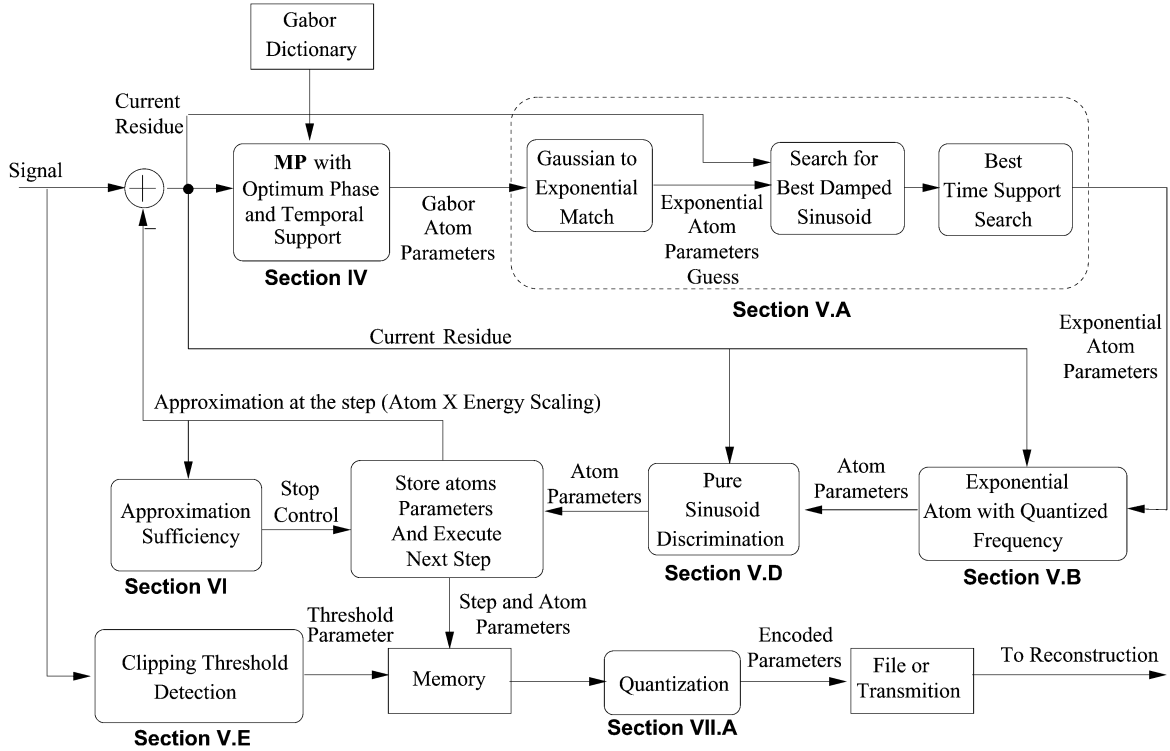 Gabor
Dictionary
Current
Residue
Signal
MP with
Optimum Phase
and Temporal
Support
Section IV
Gabor
Atom
Parameters
Gaussian to
Exponential
Match
Exponential
Atom
Parameters
Guess
Search for
Best Damped
Sinusoid
Best
Time Support
Search
Section V.A
Exponential
Atom
Parameters
Current Residue
Approximation at the step (Atom X Energy Scaling)
Approximation
Sufficiency
Section VI
Stop
Control
Store atoms
Parameters
And Execute
Next Step
Atom
Parameters
Pure
Sinusoid
Discrimination
Section V.D
Atom
Parameters
Exponential
Atom with Quantized
Frequency
Section V.B
Clipping Threshold
Detection
Section V.E
Threshold
Parameter
Step and Atom
Parameters
Memory
Quantization
Section VII.A
Encoded
Parameters
File or
Transmition
To Reconstruction